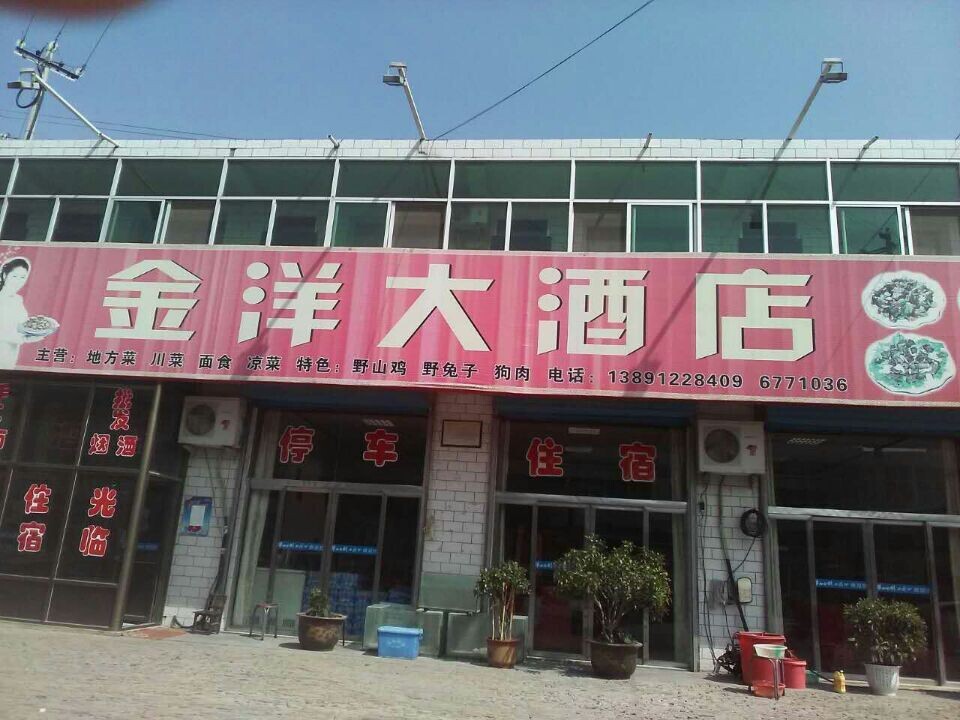 金洋大酒店
主营：地方菜 川菜 面食 凉菜 特色：野山鸡 野兔子 狗肉 电话：13891228409 6771036
批发
烟酒
停车
住宿
住宿
光临